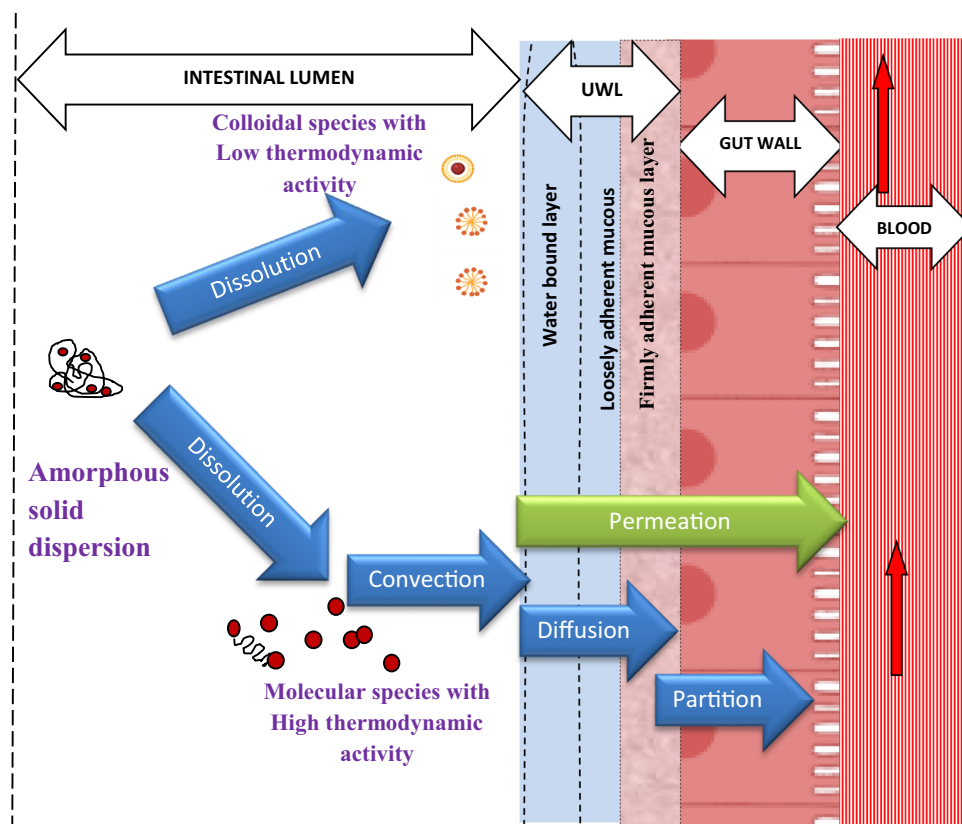 INTESTINAL LUMEN
UWL
GUT WALL
BLOOD
Colloidal species with
Low thermodynamic
activity
Dissolution
Water bound layer
Loosely adherent mucous
Firmly adherent mucous layer
Amorphous
solid
dispersion
Dissolution
Permeation
Convection
Diffusion
Partition
Molecular species with
High thermodynamic
activity